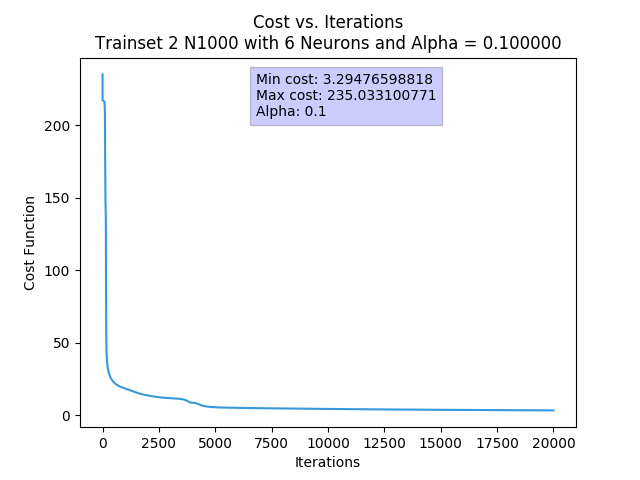 Cost vs. Iterations
Trainset 2 N1000 with 6 Neurons and Alpha = 0.100000
Min cost: 3.29476598818
Max cost: 235.033100771
Alpha: 0.1
Cost Function
200
150
100
50
0
0 2500 5000 7500 10000 12500 15000 17500 20000
Iterations